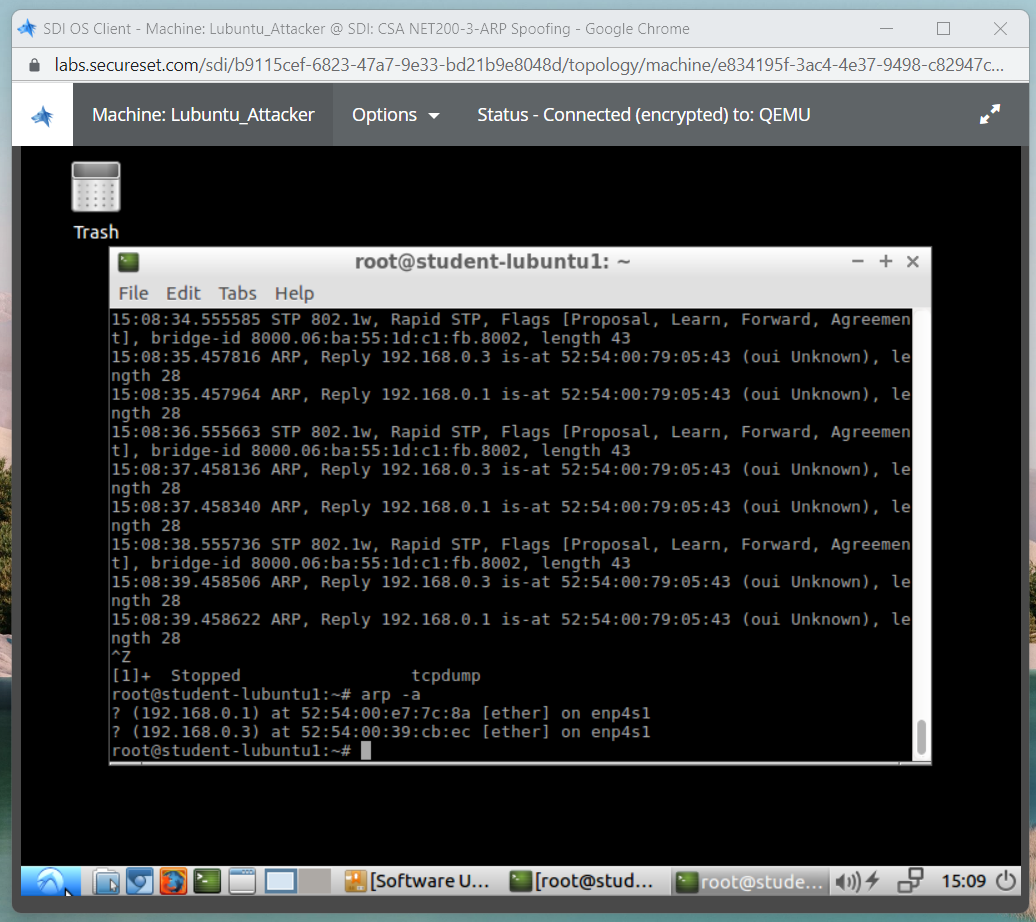 SDI OS Client - Machine: Lubuntu_Attacker @ SDI: CSA NET200-3-ARP Spoofing - Google Chrome
labs.secureset.com/sdi/b9115cef-6823-47a7-9e33-bd21b9e8048d/topology/machine/e834195f-3ac4-4e37-9498-c82947c...
Machine: Lubuntu_Attacker Options Status - Connected (encrypted) to: QEMU
Trash
root@student-lubuntu1: ~
File Edit Tabs Help
15:08:34.555585 STP 802.1w, Rapid STP, Flags [Proposal, Learn, Forward, Agreemen
t], bridge-id 8000.06:ba:55:1d:c1:fb.8002, length 43
15:08:35.457816 ARP, Reply 192.168.0.3 is-at 52:54:00:79:05:43 (oui Unknown), le
ngth 28
15:08:35.457964 ARP, Reply 192.168.0.1 is-at 52:54:00:79:05:43 (oui Unknown), le
ngth 28
15:08:36.555663 STP 802.1w, Rapid STP, Flags [Proposal, Learn, Forward, Agreemen
t], bridge-id 8000.06:ba:55:1d:c1:fb.8002, length 43
15:08:37.458136 ARP, Reply 192.168.0.3 is-at 52:54:00:79:05:43 (oui Unknown), le
ngth 28
15:08:37.458340 ARP, Reply 192.168.0.1 is-at 52:54:00:79:05:43 (oui Unknown), le
ngth 28
15:08:38.555736 STP 802.1w, Rapid STP, Flags [Proposal, Learn, Forward, Agreemen
t], bridge-id 8000.06:ba:55:1d:c1:fb.8002, length 43
15:08:39.458506 ARP, Reply 192.168.0.3 is-at 52:54:00:79:05:43 (oui Unknown), le
ngth 28
15:08:39.458622 ARP, Reply 192.168.0.1 is-at 52:54:00:79:05:43 (oui Unknown), le
ngth 28
^Z
[1]+  Stopped                 tcpdump
root@student-lubuntu1:~# arp -a
? (192.168.0.1) at 52:54:00:e7:7c:8a [ether] on enp4s1
? (192.168.0.3) at 52:54:00:39:cb:ec [ether] on enp4s1
root@student-lubuntu1:~#
[Software U... [root@stud... root@stude... 15:09